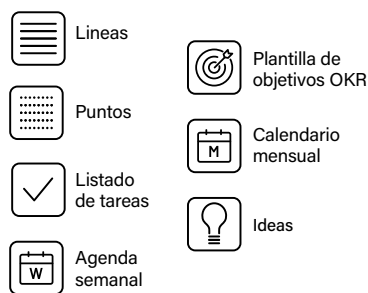 Lineas
Puntos
Listado
de tareas
W
Agenda
semanal
Plantilla de
objetivos OKR
M
Calendario
mensual
Ideas